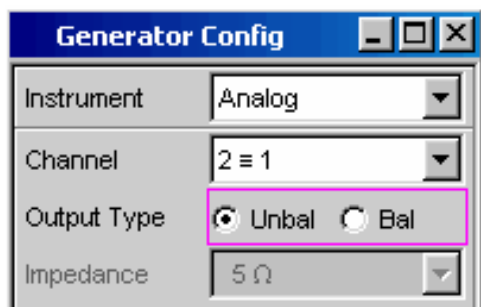 Generator Config
Instrument Analog
Channel 2 ≡ 1
Output Type Unbal Bal
Impedance 5 Ω